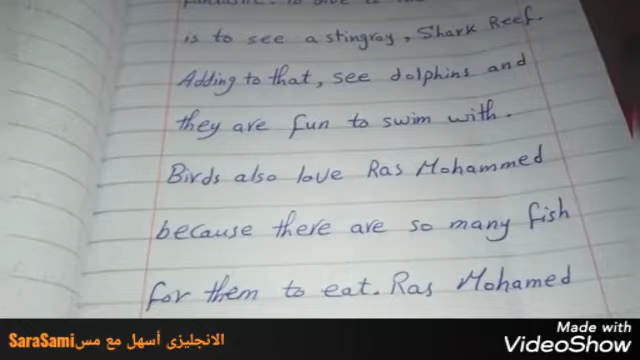 is to see a stingray, Shark Reef.
Adding to that, see dolphins and
they are fun to swim with.
Birds also love Ras Mohammed
because there are so many fish
for them to eat. Ras Mohamed
الانجليزى أسهل مع مس SaraSami
Made with
VideoShow